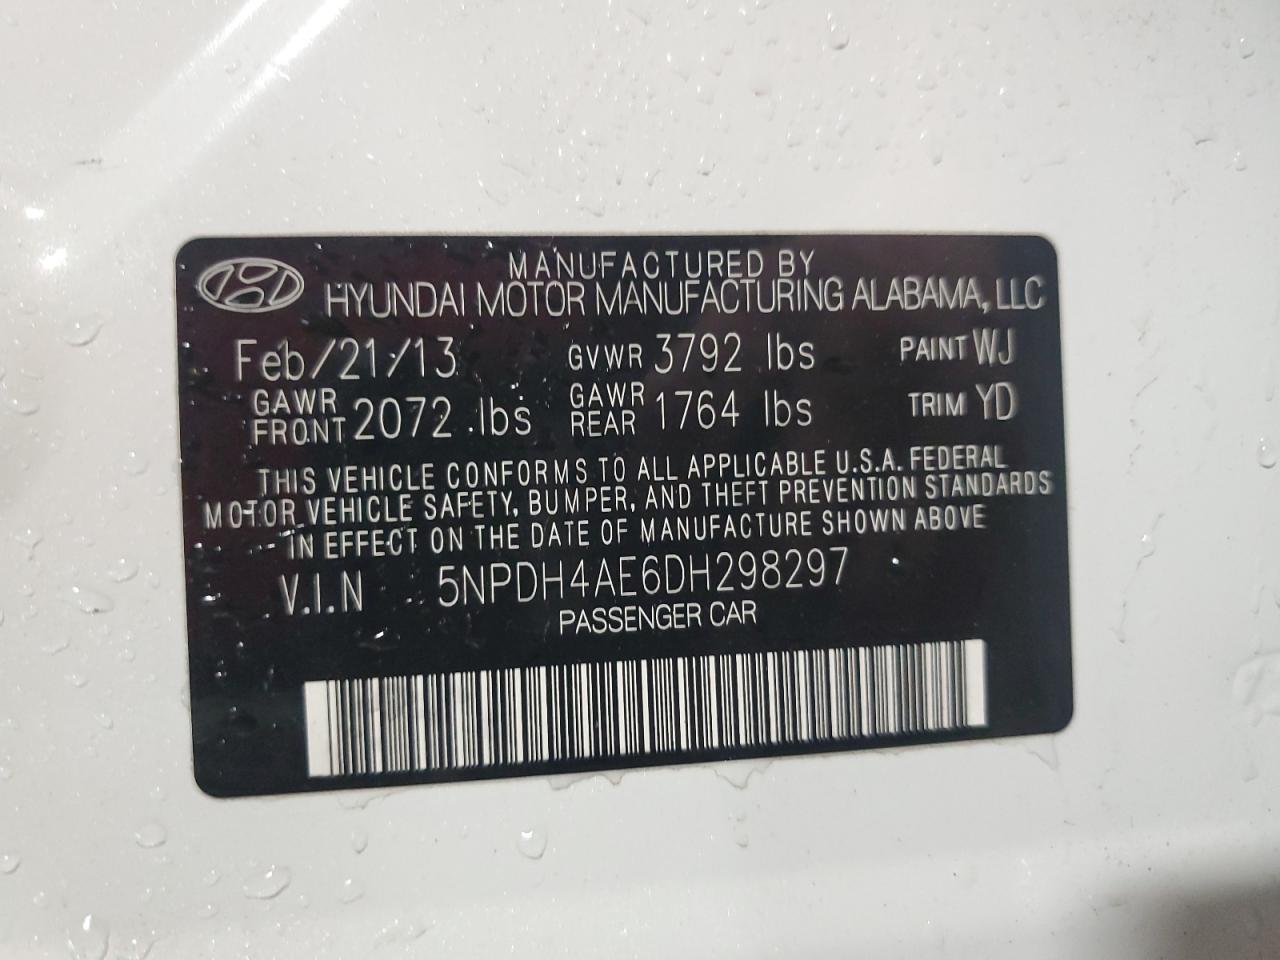 MANUFACTURED BY
HYUNDAI MOTOR MANUFACTURING ALABAMA, LLC
Feb/21/13 GVWR 3792 lbs PAINT WJ
GAWR FRONT 2072 lbs GAWR REAR 1764 lbs TRIM YD
THIS VEHICLE CONFORMS TO ALL APPLICABLE U.S.A. FEDERAL
MOTOR VEHICLE SAFETY, BUMPER, AND THEFT PREVENTION STANDARDS
IN EFFECT ON THE DATE OF MANUFACTURE SHOWN ABOVE
V.I.N 5NPDH4AE6DH298297
PASSENGER CAR